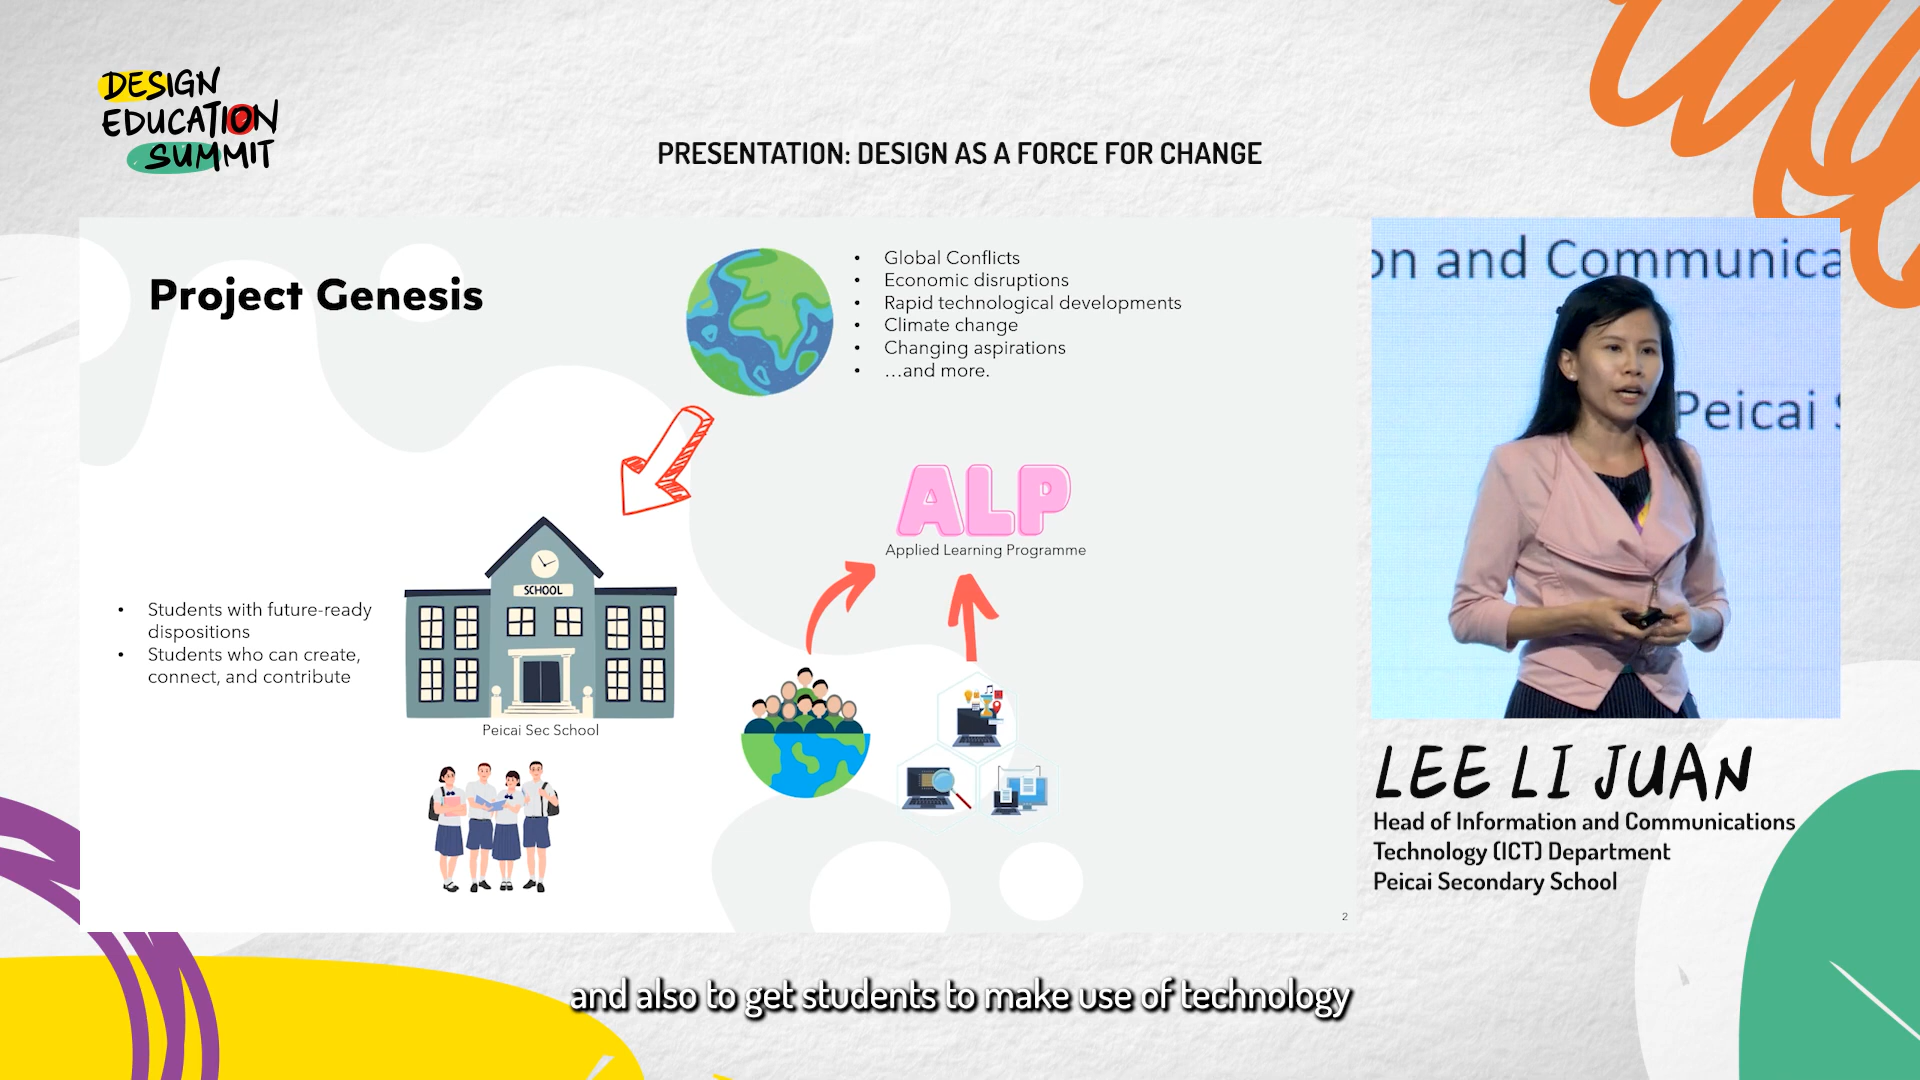 DESIGN
EDUCATION
SUMMIT
PRESENTATION: DESIGN AS A FORCE FOR CHANGE
Project Genesis
• Global Conflicts
• Economic disruptions
• Rapid technological developments
• Climate change
• Changing aspirations
• ...and more.
ALP
Applied Learning Programme
SCHOOL
• Students with future-ready
dispositions
• Students who can create,
connect, and contribute
Peicai Sec School
2
on and Communica
Peicai S
LEE LI JUAN
Head of Information and Communications
Technology (ICT) Department
Peicai Secondary School
and also to get students to make use of technology